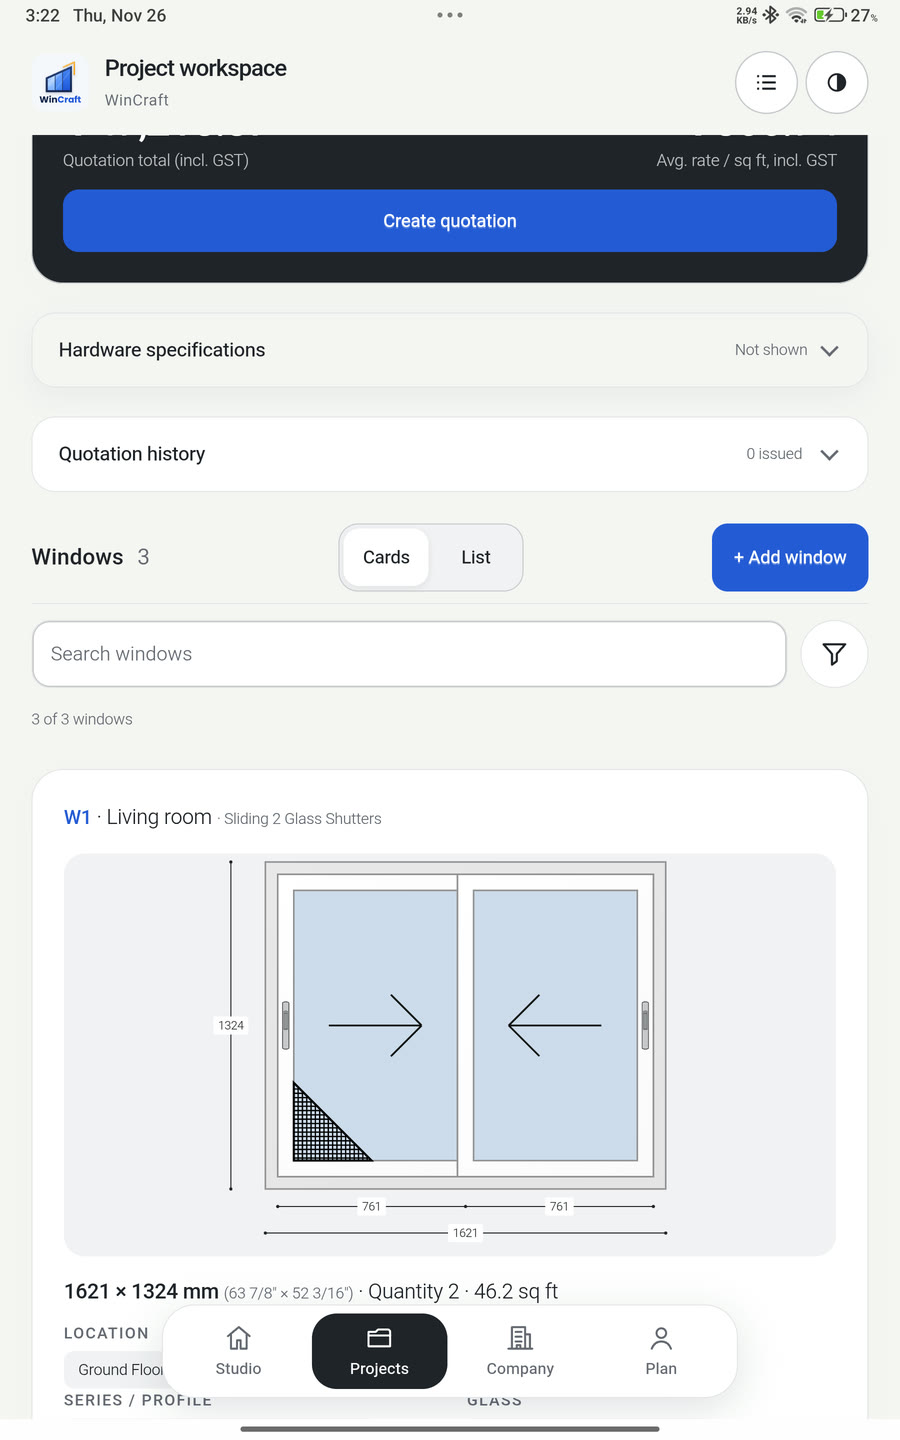 3:22 Thu, Nov 26
2.94 KB/s 27%
WinCraft
Project workspace
WinCraft
Quotation total (incl. GST)
Avg. rate / sq ft, incl. GST
Create quotation
Hardware specifications
Not shown
Quotation history
0 issued
Windows 3
Cards
List
+ Add window
Search windows
3 of 3 windows
W1 · Living room · Sliding 2 Glass Shutters
1324
761
761
1621
1621 × 1324 mm (63 7/8" × 52 3/16") · Quantity 2 · 46.2 sq ft
LOCATION
Ground Floor
SERIES / PROFILE
GLASS
Studio
Projects
Company
Plan